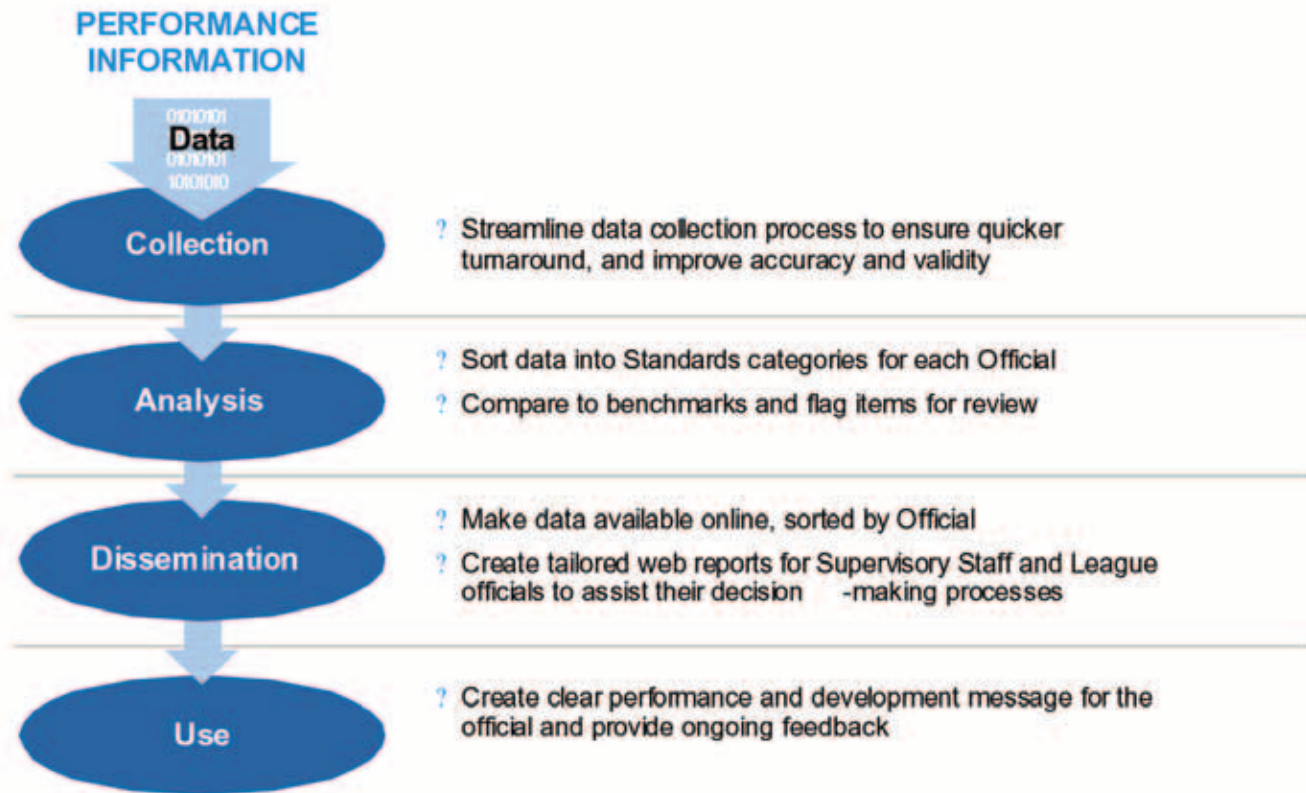 PERFORMANCE
INFORMATION
01010101
Data
01010101
10101010
Collection
? Streamline data collection process to ensure quicker
turnaround, and improve accuracy and validity
Analysis
? Sort data into Standards categories for each Official
? Compare to benchmarks and flag items for review
Dissemination
? Make data available online, sorted by Official
? Create tailored web reports for Supervisory Staff and League
officials to assist their decision -making processes
Use
? Create clear performance and development message for the
official and provide ongoing feedback